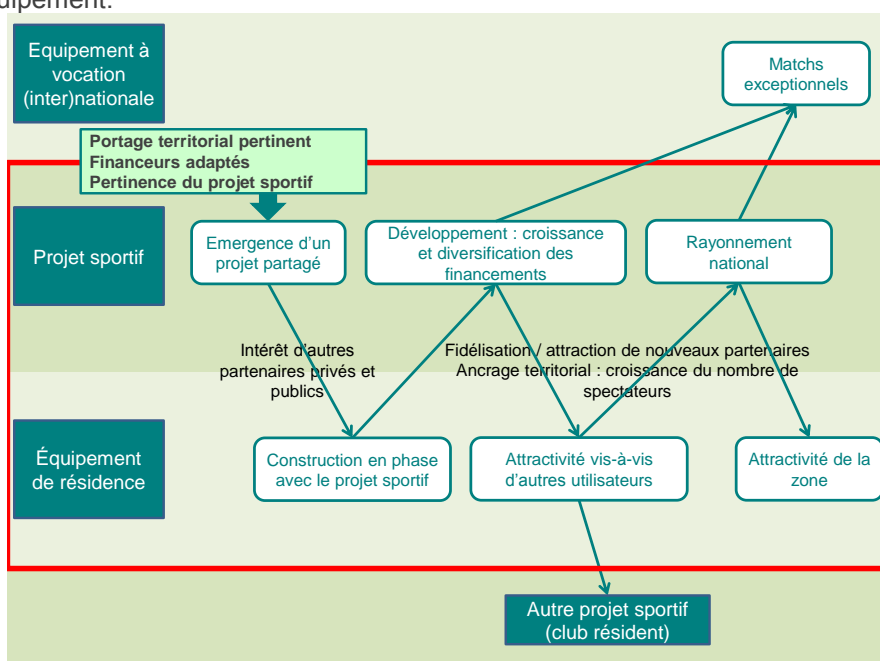 Equipement à
vocation
(inter)nationale
Matchs
exceptionnels
Portage territorial pertinent
Financeurs adaptés
Pertinence du projet sportif
Projet sportif
Emergence d'un
projet partagé
Développement : croissance
et diversification des
financements
Rayonnement
national
Intérêt d'autres
partenaires privés et
publics
Fidélisation / attraction de nouveaux partenaires
Ancrage territorial : croissance du nombre de
spectateurs
Équipement
de résidence
Construction en phase
avec le projet sportif
Attractivité vis-à-vis
d'autres utilisateurs
Attractivité de la
zone
Autre projet sportif
(club résident)